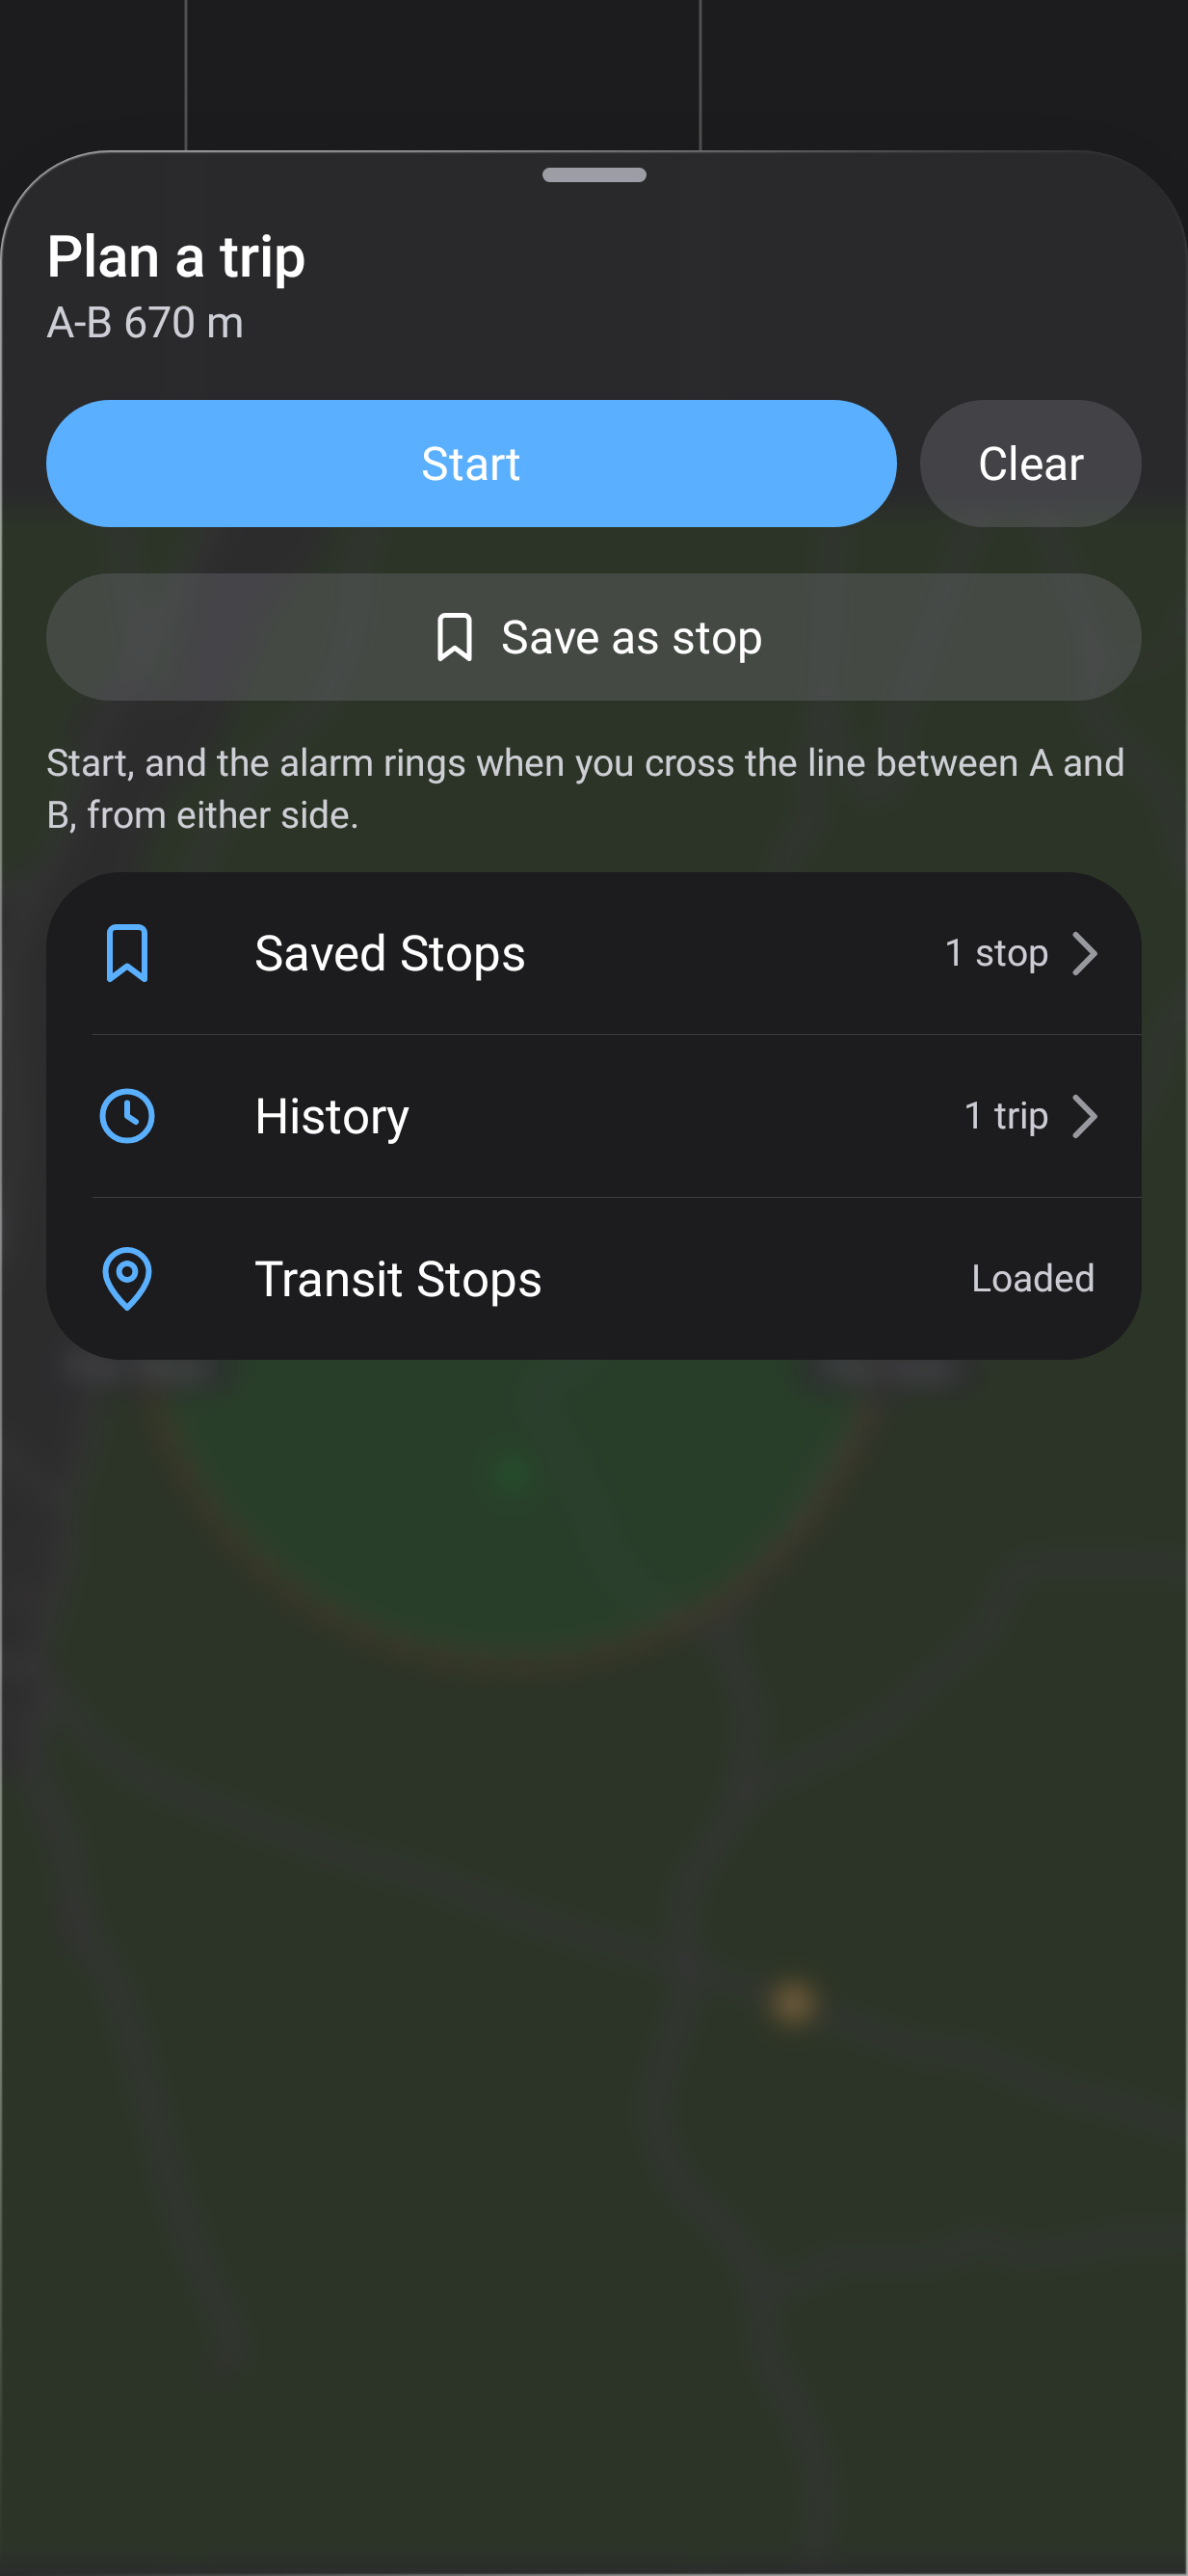 Plan a trip
A-B 670 m
Start
Clear
Save as stop
Start, and the alarm rings when you cross the line between A and
B, from either side.
Saved Stops
1 stop
History
1 trip
Transit Stops
Loaded